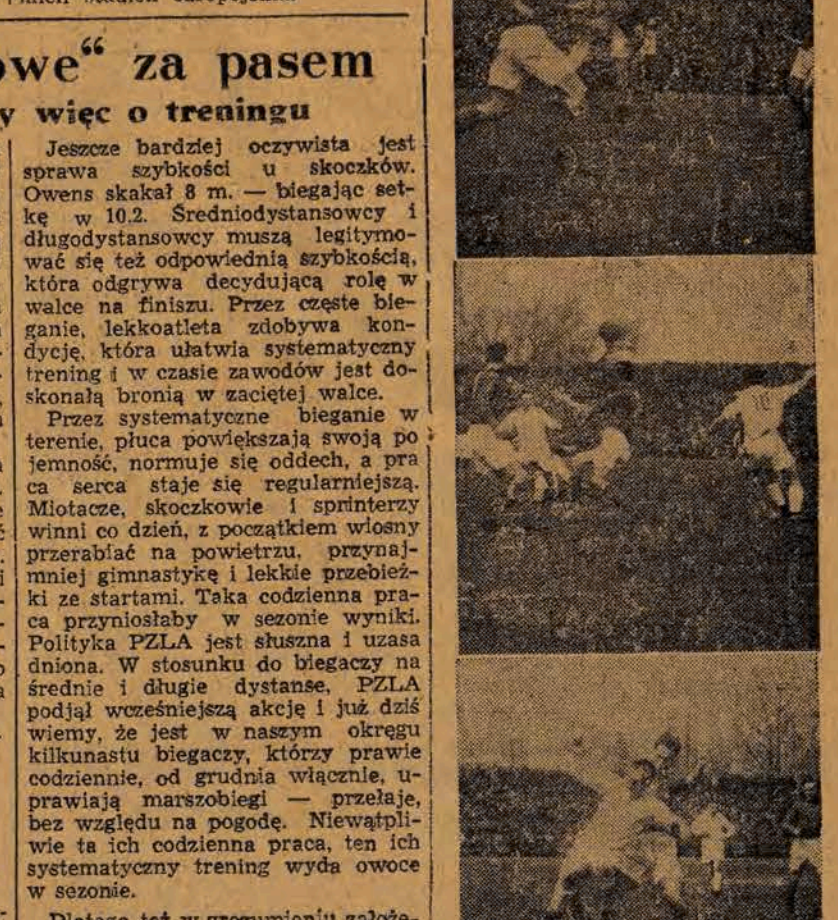 owe“ za pasem
y więc o treningu
Jeszcze bardziej oczywista jest
sprawa szybkości u skoczków.
Owens skakał 8 m. — biegając set-
kę w 10.2. Średniodystansowcy i
długodystansowcy muszą legitymo-
wać się też odpowiednią szybkością,
która odgrywa decydującą rolę w
walce na finiszu. Przez częste bie-
ganie, lekkoatleta zdobywa kon-
dycję, która ułatwia systematyczny
trening i w czasie zawodów jest do-
skonałą bronią w zaciętej walce.
Przez systematyczne bieganie w
terenie, płuca powiększają swoją po
jemność, normuje się oddech, a pra
ca serca staje się regularniejszą.
Miotacze, skoczkowie i sprinterzy
winni co dzień, z początkiem wiosny
przerabiać na powietrzu, przynaj-
mniej gimnastykę i lekkie przebież-
ki ze startami. Taka codzienna pra-
ca przyniosłaby w sezonie wyniki.
Polityka PZLA jest słuszna i uzasa
dniona. W stosunku do biegaczy na
średnie i długie dystanse, PZLA
podjął wcześniejszą akcję i już dziś
wiemy, że jest w naszym okręgu
kilkunastu biegaczy, którzy prawie
codziennie, od grudnia włącznie, u-
prawiają marszobiegi — przełaje,
bez względu na pogodę. Niewątpli-
wie ta ich codzienna praca, ten ich
systematyczny trening wyda owoce
w sezonie.
Dlatego też w zrozumieniu założe-